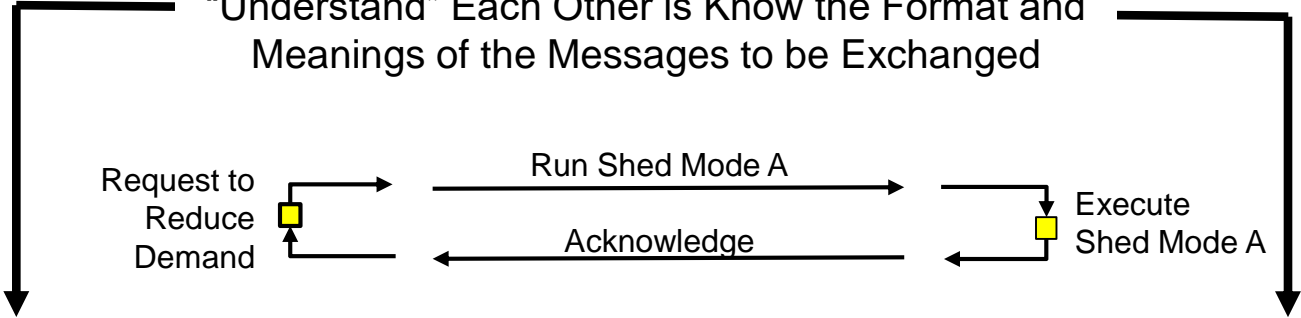 "Understand" Each Other is Know the Format and
Meanings of the Messages to be Exchanged
Run Shed Mode A
Request to
Reduce
Demand
Execute
Shed Mode A
Acknowledge